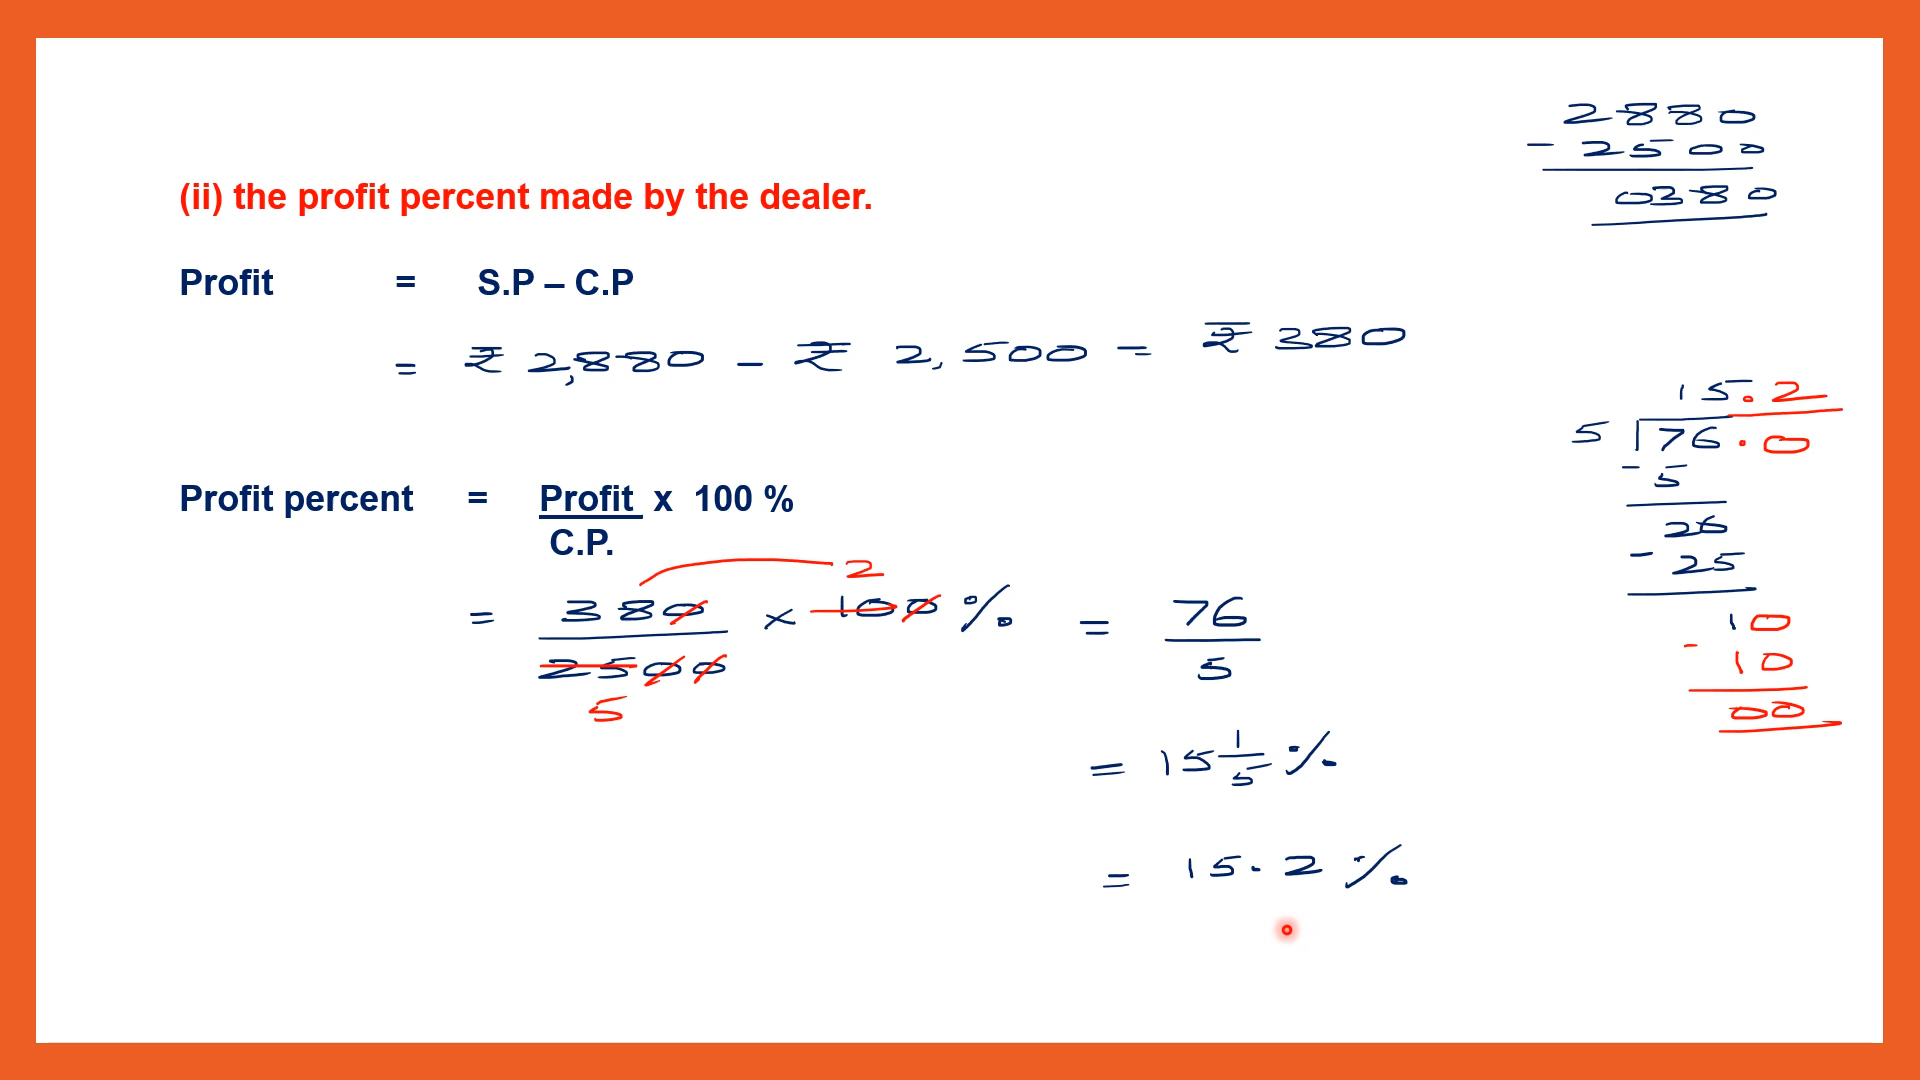 (ii) the profit percent made by the dealer.
Profit = S.P – C.P
= ₹ 2,880 - ₹ 2,500 = ₹ 380
Profit percent = Profit x 100 %
C.P.
2
= 380 × 100 % = 76
2500 5
5
= 15 1/5 %
= 15.2 %
2880
- 2500
0380
15.2
5 76.0
- 5
26
- 25
10
- 10
00